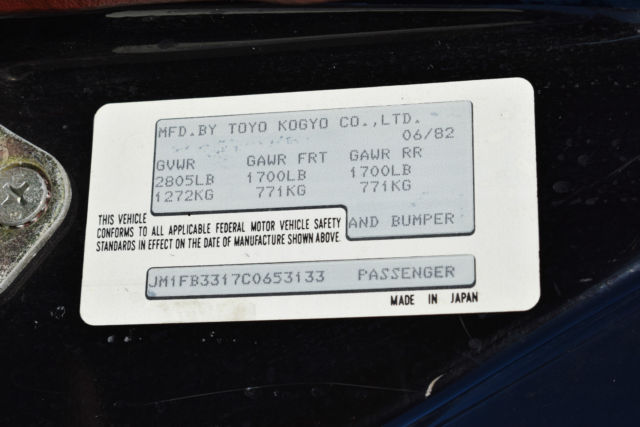 MFD.BY TOYO KOGYO CO.,LTD.
06/82
GVWR GAWR FRT GAWR RR
2805LB 1700LB 1700LB
1272KG 771KG 771KG
THIS VEHICLE
CONFORMS TO ALL APPLICABLE FEDERAL MOTOR VEHICLE SAFETY AND BUMPER
STANDARDS IN EFFECT ON THE DATE OF MANUFACTURE SHOWN ABOVE.
JM1FB3317C0653133 PASSENGER
MADE IN JAPAN